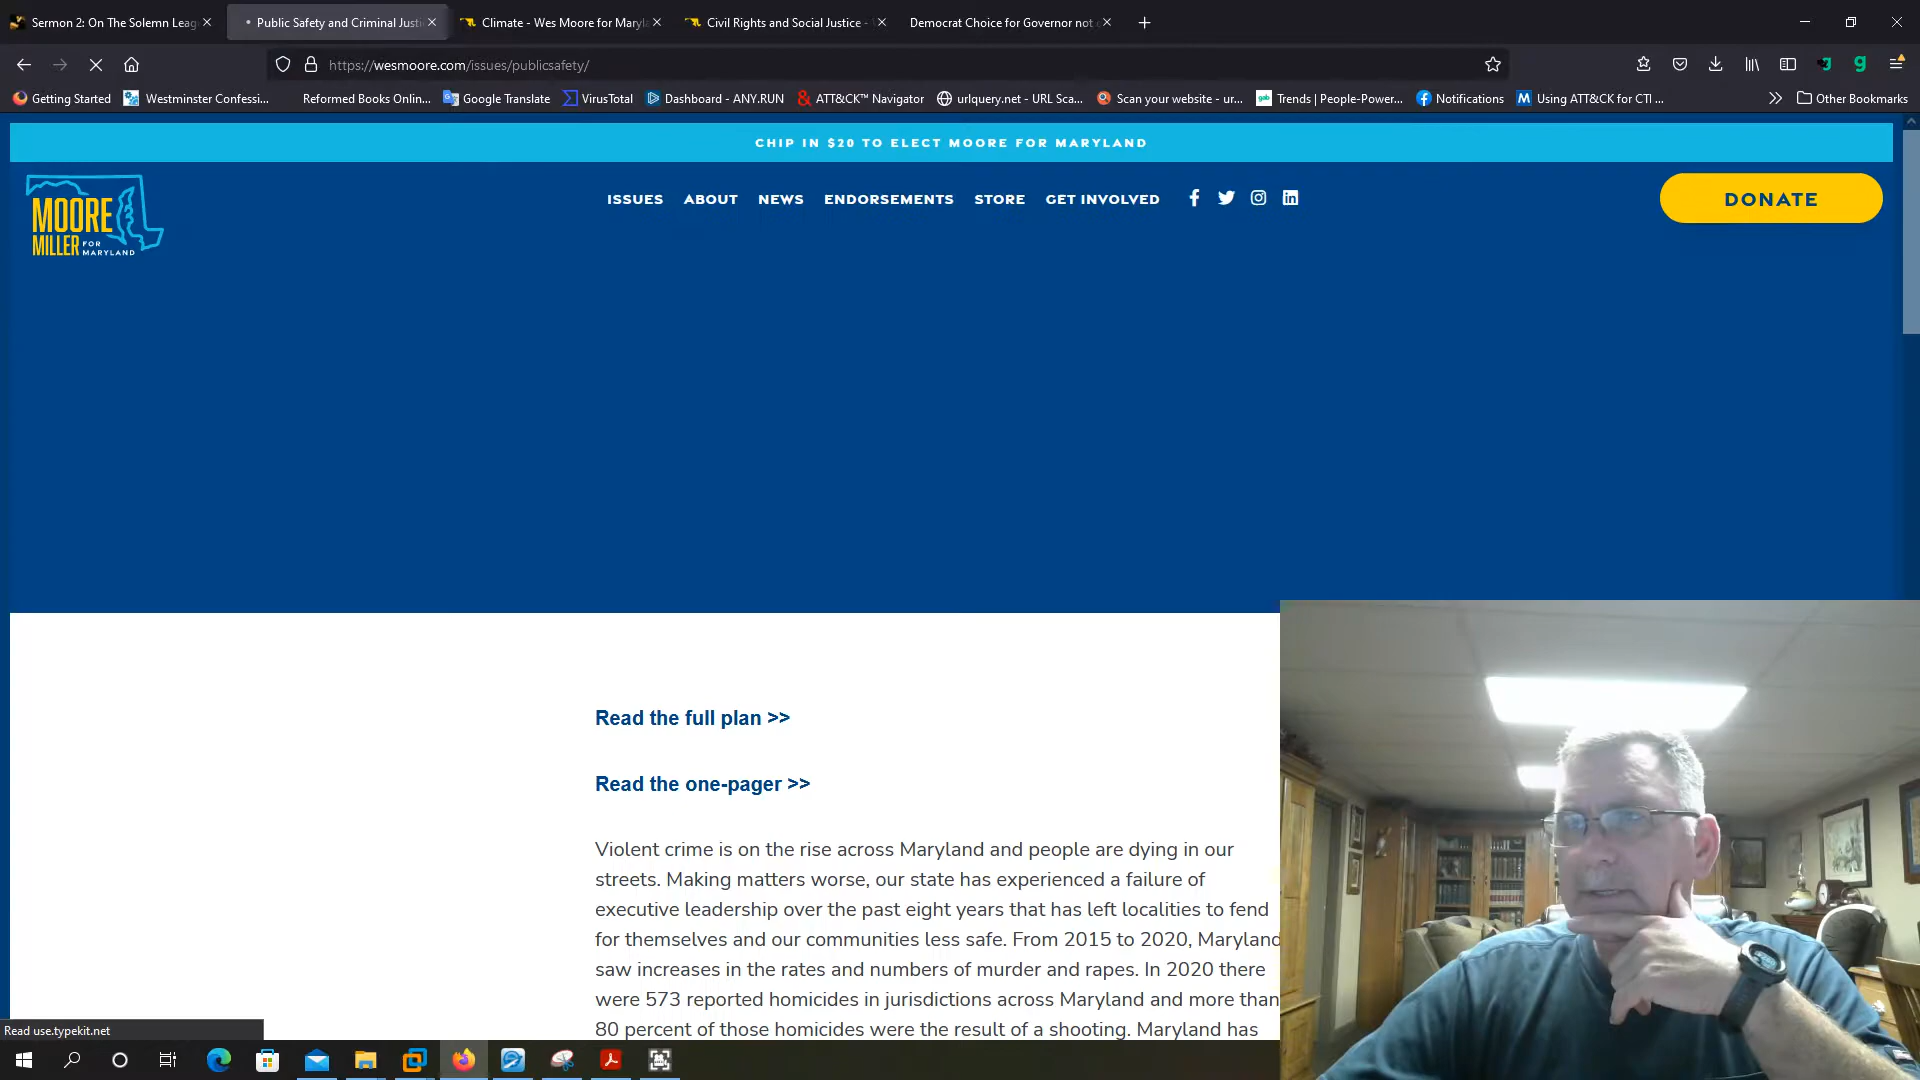 Sermon 2: On The Solemn Leag
Public Safety and Criminal Justi
Climate - Wes Moore for Maryl
Civil Rights and Social Justice -
Democrat Choice for Governor not
https://wesmoore.com/issues/publicsafety/
Getting Started
Westminster Confessi...
Reformed Books Onlin...
Google Translate
VirusTotal
Dashboard - ANY.RUN
ATT&CK™ Navigator
urlquery.net - URL Sca...
Scan your website - ur...
Trends | People-Power...
Notifications
Using ATT&CK for CTI ...
Other Bookmarks
CHIP IN $20 TO ELECT MOORE FOR MARYLAND
MOORE
MILLER FOR MARYLAND
ISSUES
ABOUT
NEWS
ENDORSEMENTS
STORE
GET INVOLVED
DONATE
Read the full plan >>
Read the one-pager >>
Violent crime is on the rise across Maryland and people are dying in our
streets. Making matters worse, our state has experienced a failure of
executive leadership over the past eight years that has left localities to fend
for themselves and our communities less safe. From 2015 to 2020, Maryland
saw increases in the rates and numbers of murder and rapes. In 2020 there
were 573 reported homicides in jurisdictions across Maryland and more than
80 percent of those homicides were the result of a shooting. Maryland has
Read use.typekit.net